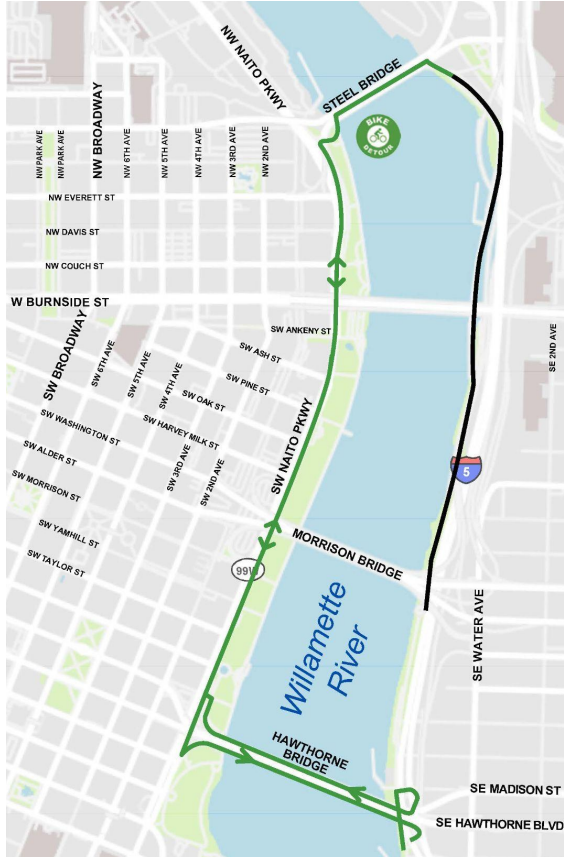 NW NAITO PKWY
STEEL BRIDGE
BIKE
DETOUR
NW PARK AVE
NW PARK AVE
NW BROADWAY
NW 6TH AVE
NW 5TH AVE
NW 4TH AVE
NW 3RD AVE
NW 2ND AVE
NW EVERETT ST
NW DAVIS ST
NW COUCH ST
W BURNSIDE ST
SW ANKENY ST
SW BROADWAY
SW 6TH AVE
SW 5TH AVE
SW 4TH AVE
SW ASH ST
SW PINE ST
SW OAK ST
SE 2ND AVE
SW HARVEY MILK ST
SW WASHINGTON ST
SW NAITO PKWY
SW ALDER ST
SW 3RD AVE
SW 2ND AVE
5
SW MORRISON ST
SW YAMHILL ST
SW TAYLOR ST
MORRISON BRIDGE
99W
Willamette
River
SE WATER AVE
HAWTHORNE
BRIDGE
SE MADISON ST
SE HAWTHORNE BLVD